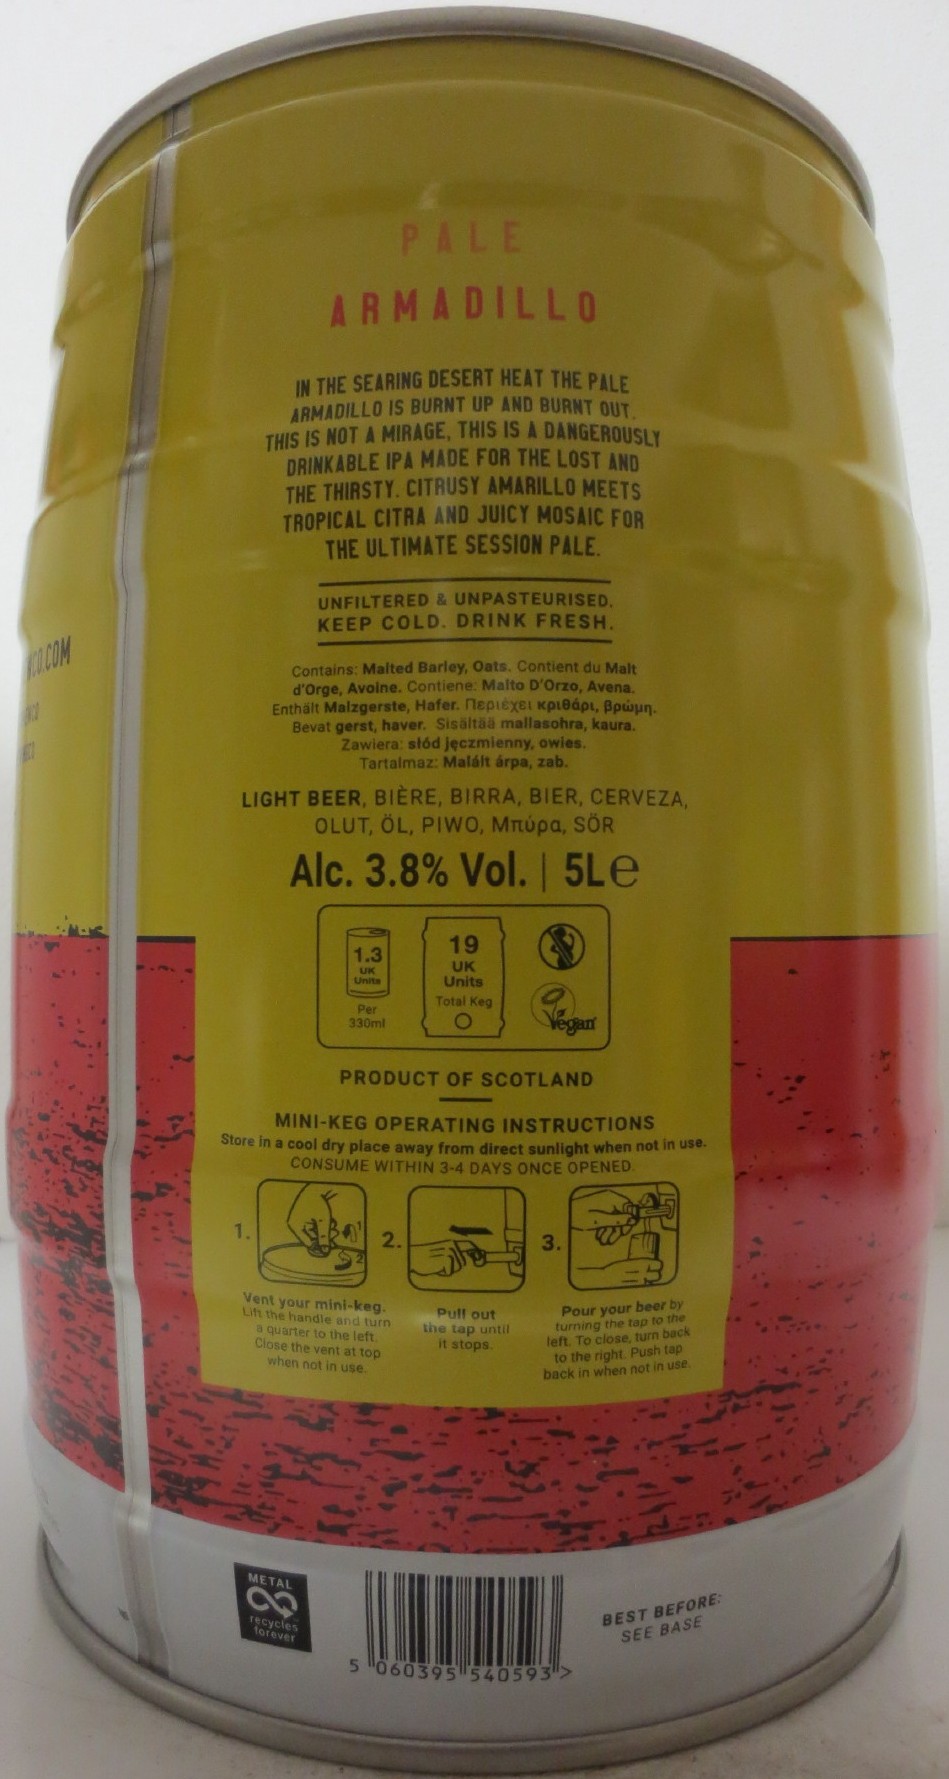 PALE
ARMADILLO
IN THE SEARING DESERT HEAT THE PALE
ARMADILLO IS BURNT UP AND BURNT OUT.
THIS IS NOT A MIRAGE, THIS IS A DANGEROUSLY
DRINKABLE IPA MADE FOR THE LOST AND
THE THIRSTY. CITRUSY AMARILLO MEETS
TROPICAL CITRA AND JUICY MOSAIC FOR
THE ULTIMATE SESSION PALE.
UNFILTERED & UNPASTEURISED.
KEEP COLD. DRINK FRESH.
Contains: Malted Barley, Oats. Contient du Malt
d'Orge, Avoine. Contiene: Malto D'Orzo, Avena.
Enthält Malzgerste, Hafer. Περιέχει κριθάρι, βρώμη.
Bevat gerst, haver. Sisältää mallasohra, kaura.
Zawiera: słód jęczmienny, owies.
Tartalmaz: Malált árpa, zab.
LIGHT BEER, BIÈRE, BIRRA, BIER, CERVEZA,
OLUT, ÖL, PIWO, Μπύρα, SÖR
Alc. 3.8% Vol. | 5L℮
1.3
UK
Units
Per
330ml
19
UK
Units
Total Keg
Vegan
PRODUCT OF SCOTLAND
MINI-KEG OPERATING INSTRUCTIONS
Store in a cool dry place away from direct sunlight when not in use.
CONSUME WITHIN 3-4 DAYS ONCE OPENED.
1.
1
2
Vent your mini-keg.
Lift the handle and turn
a quarter to the left.
Close the vent at top
when not in use.
2.
Pull out
the tap until
it stops.
3.
Pour your beer by
turning the tap to the
left. To close, turn back
to the right. Push tap
back in when not in use.
METAL
recycles
forever
5 060395 540593 >
BEST BEFORE:
SEE BASE